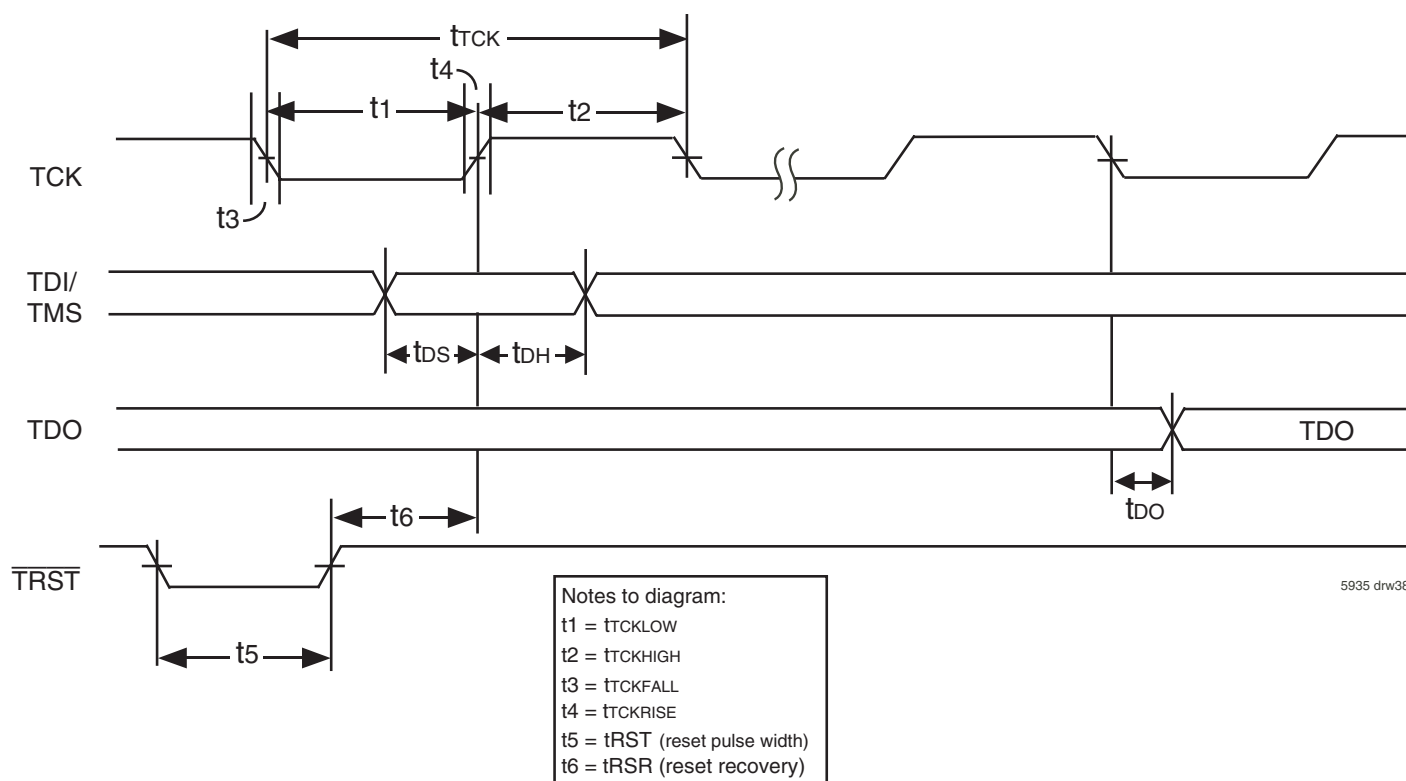 tTCK
t4
t1
t2
TCK
t3
TDI/
TMS
tDS
tDH
TDO
TDO
tDO
t6
TRST
5935 drw38
t5
Notes to diagram:
t1 = tTCKLOW
t2 = tTCKHIGH
t3 = tTCKFALL
t4 = tTCKRISE
t5 = tRST (reset pulse width)
t6 = tRSR (reset recovery)